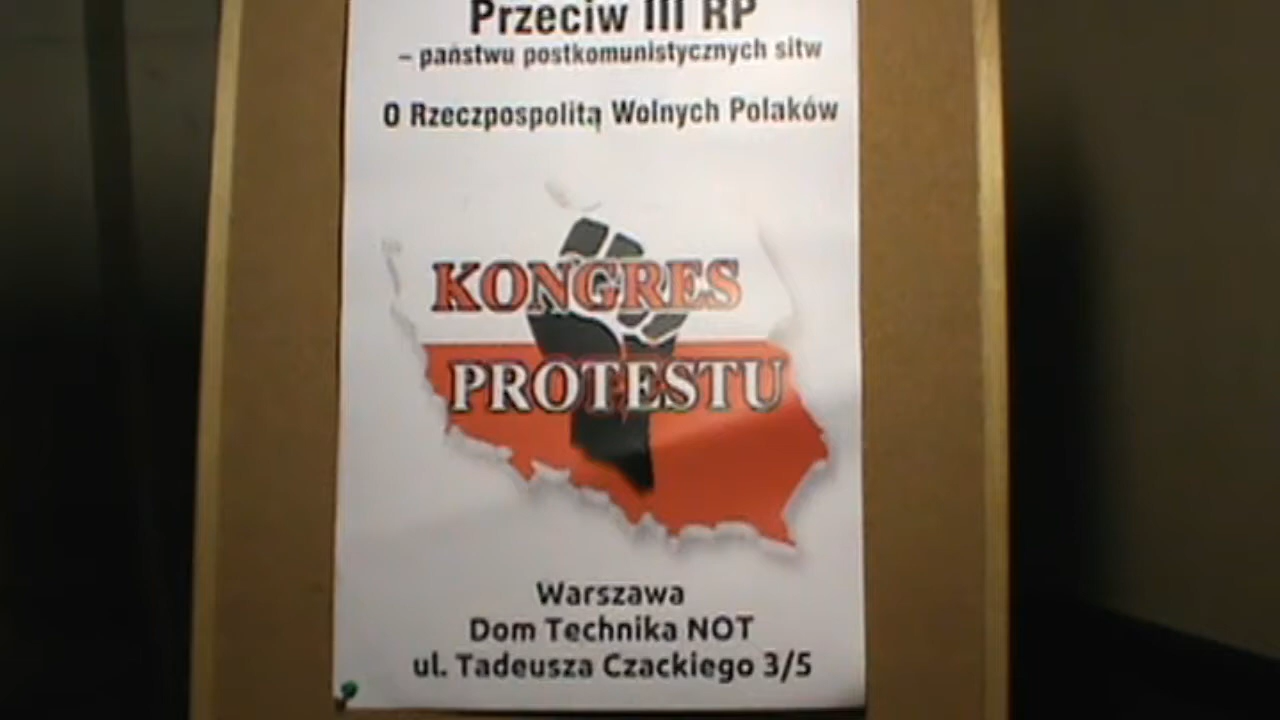 Przeciw III RP
– państwu postkomunistycznych sitw
O Rzeczpospolitą Wolnych Polaków
KONGRES
PROTESTU
Warszawa
Dom Technika NOT
ul. Tadeusza Czackiego 3/5